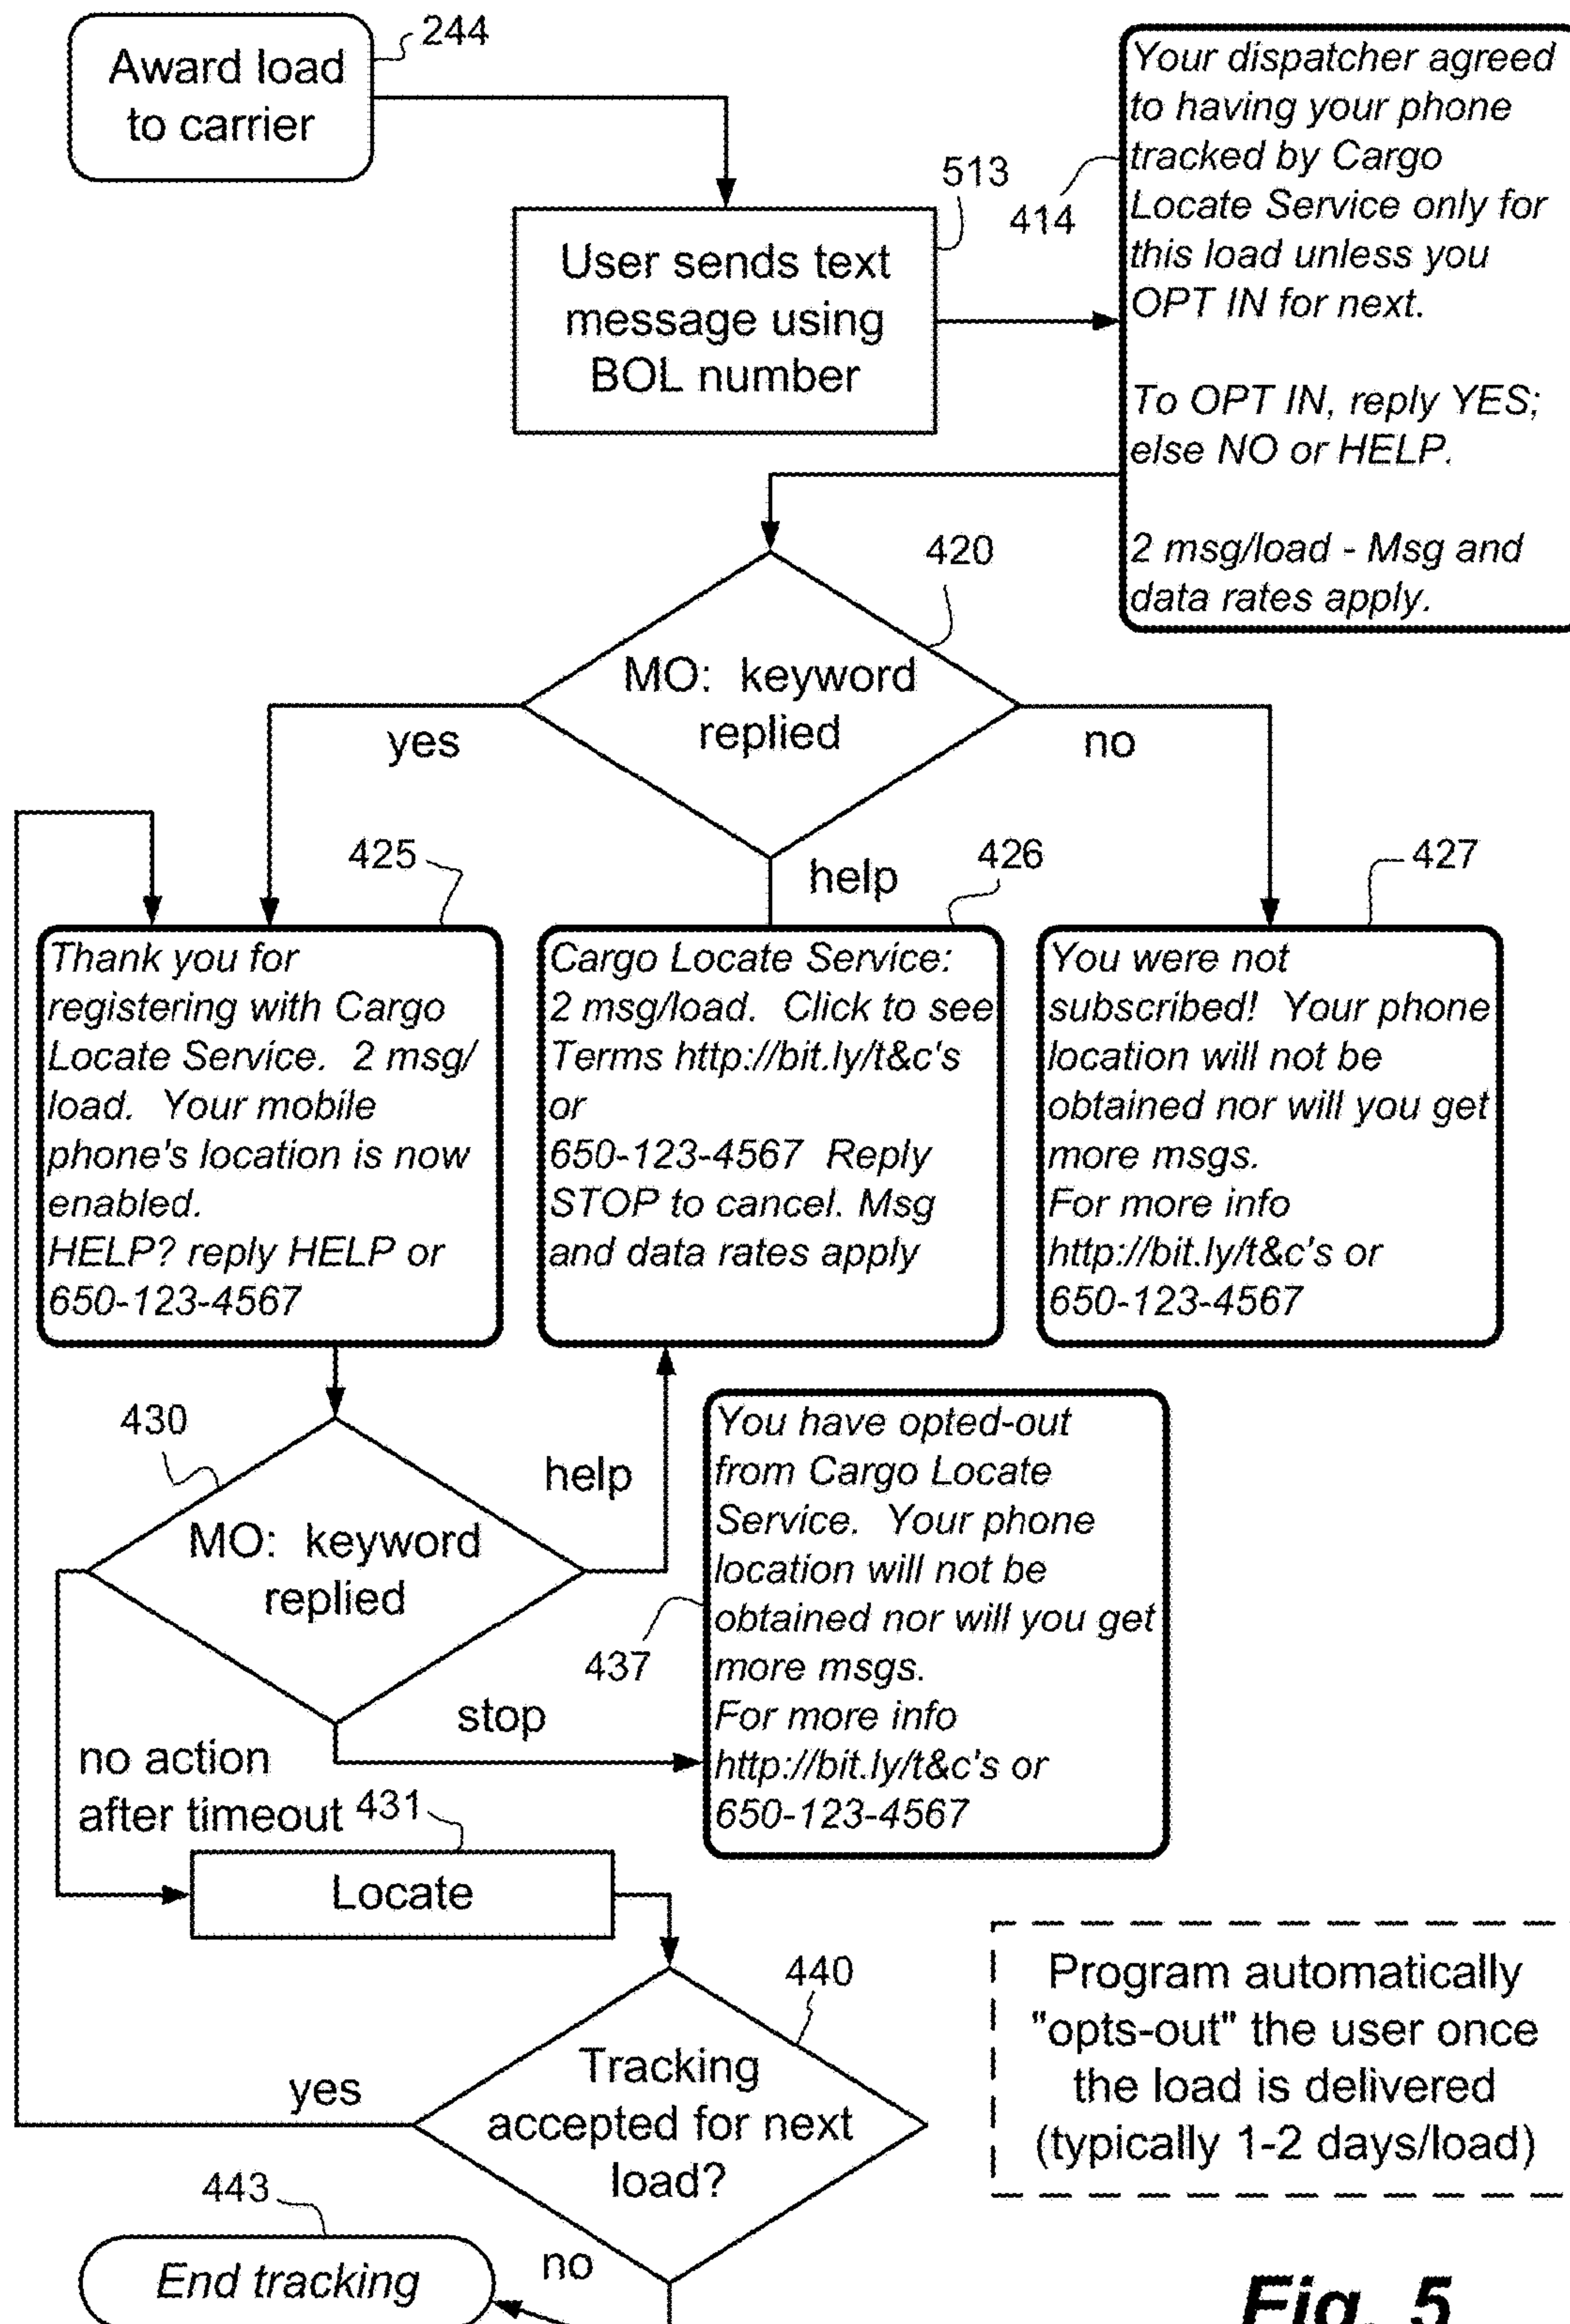 Award load
to carrier
244
Your dispatcher agreed
to having your phone
tracked by Cargo
Locate Service only for
this load unless you
OPT IN for next.
To OPT IN, reply YES;
else NO or HELP.
2 msg/load - Msg and
data rates apply.
414
513
User sends text
message using
BOL number
420
MO: keyword
replied
yes
no
help
425
426
427
Thank you for
registering with Cargo
Locate Service. 2 msg/
load. Your mobile
phone's location is now
enabled.
HELP? reply HELP or
650-123-4567
Cargo Locate Service:
2 msg/load. Click to see
Terms http://bit.ly/t&c's
or
650-123-4567 Reply
STOP to cancel. Msg
and data rates apply
You were not
subscribed! Your phone
location will not be
obtained nor will you get
more msgs.
For more info
http://bit.ly/t&c's or
650-123-4567
430
MO: keyword
replied
help
stop
no action
after timeout
437
You have opted-out
from Cargo Locate
Service. Your phone
location will not be
obtained nor will you get
more msgs.
For more info
http://bit.ly/t&c's or
650-123-4567
431
Locate
440
Tracking
accepted for next
load?
yes
no
443
End tracking
Program automatically
"opts-out" the user once
the load is delivered
(typically 1-2 days/load)
Fig. 5